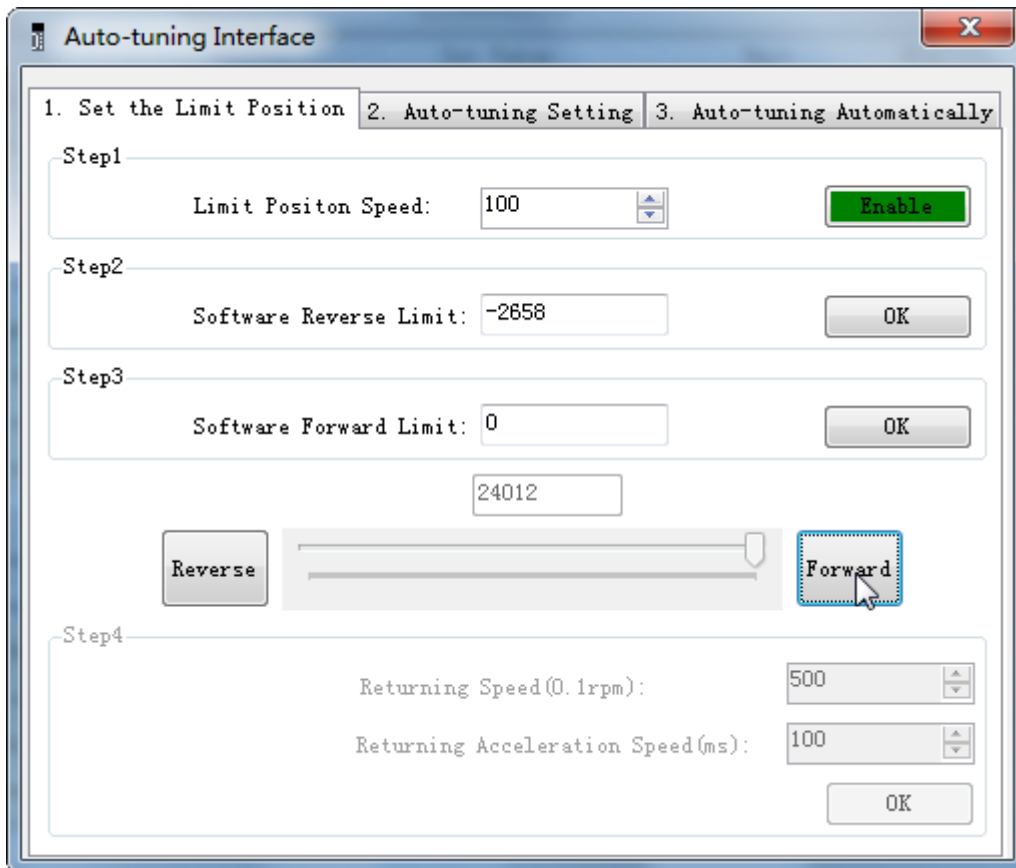 Auto-tuning Interface
1. Set the Limit Position 2. Auto-tuning Setting 3. Auto-tuning Automatically
Step1
Limit Positon Speed: 100 Enable
Step2
Software Reverse Limit: -2658 OK
Step3
Software Forward Limit: 0 OK
24012
Reverse Forward
Step4
Returning Speed(0.1rpm): 500
Returning Acceleration Speed(ms): 100
OK